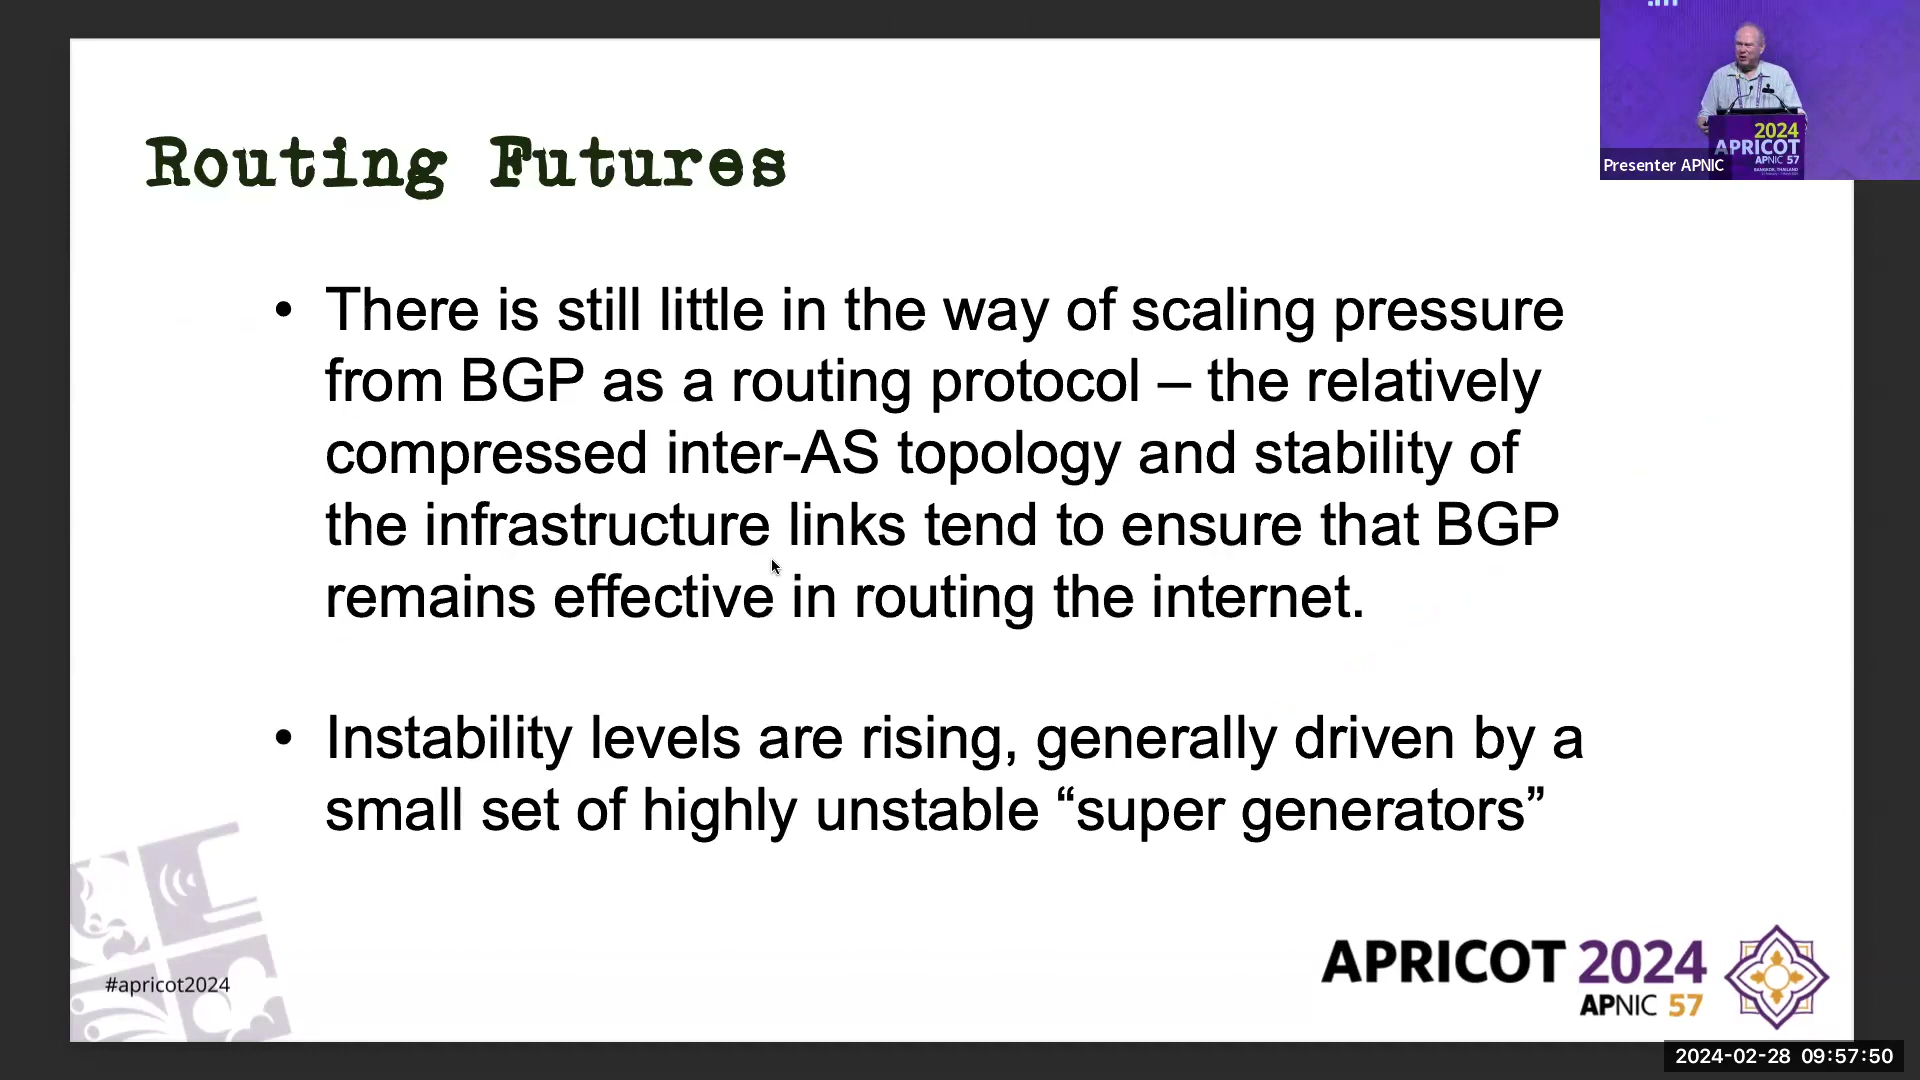 Routing Futures
• There is still little in the way of scaling pressure
from BGP as a routing protocol – the relatively
compressed inter-AS topology and stability of
the infrastructure links tend to ensure that BGP
remains effective in routing the internet.
• Instability levels are rising, generally driven by a
small set of highly unstable “super generators”
2024
APRICOT
APNIC 57
BANGKOK, THAILAND
Presenter APNIC
#apricot2024
APRICOT 2024
APNIC 57
2024-02-28 09:57:50